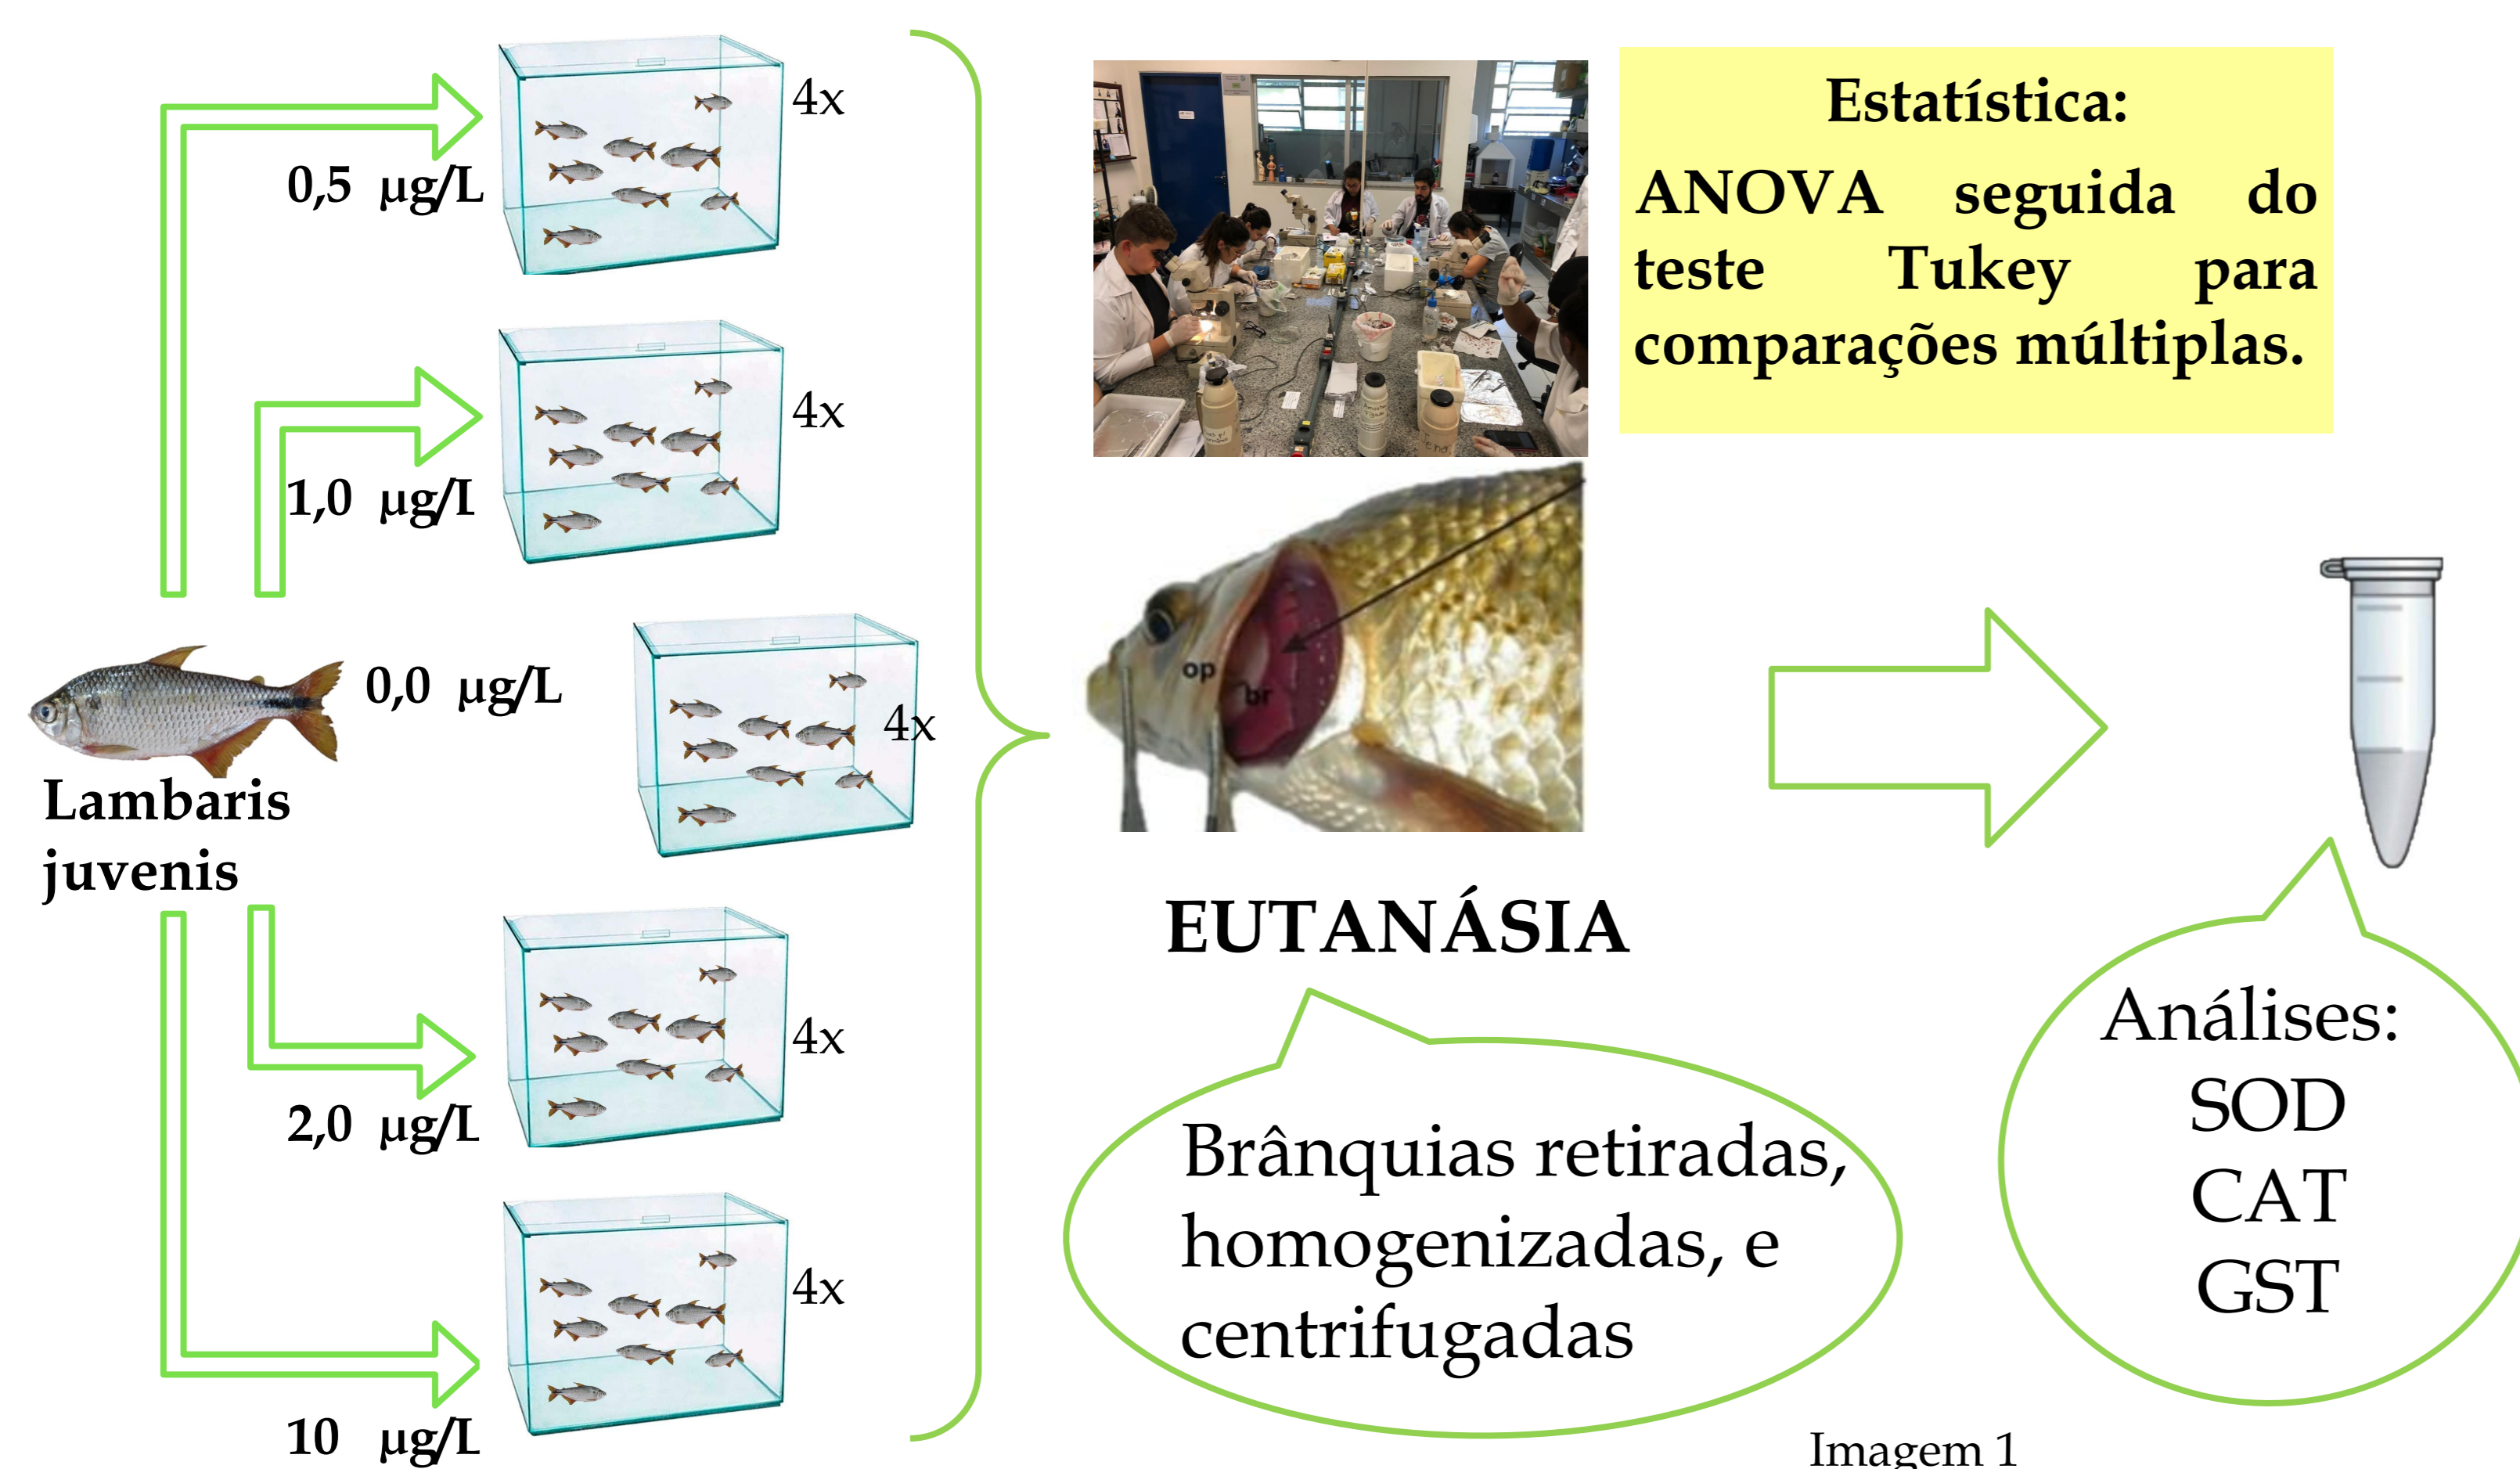 0,5 µg/L
4x
1,0 µg/I
4x
0,0 µg/L
4x
Lambaris
juvenis
2,0 µg/L
4x
10 µg/L
4x
op
br
EUTANÁSIA
Brânquias retiradas,
homogenizadas, e
centrifugadas
Estatística:
ANOVA seguida do
teste Tukey para
comparações múltiplas.
Análises:
SOD
CAT
GST
Imagem 1